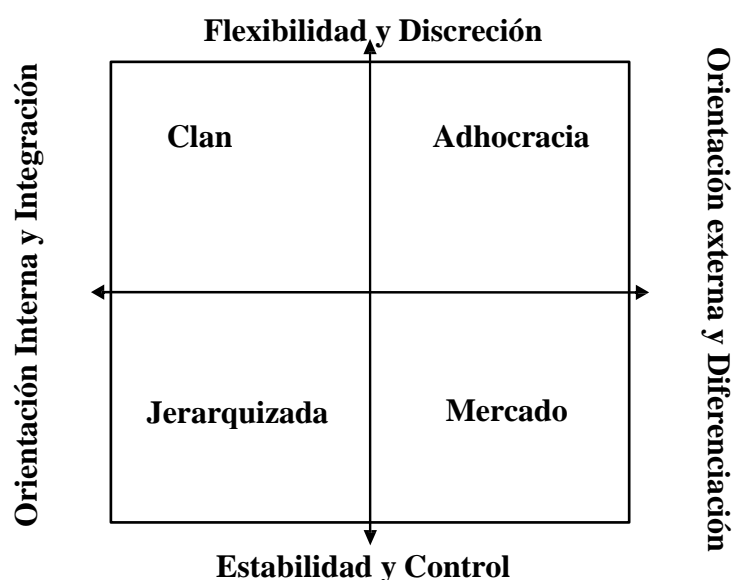 Flexibilidad y Discreción
Orientación Interna y Integración
Clan
Adhocracia
Orientación externa y Diferenciación
Jerarquizada
Mercado
Estabilidad y Control